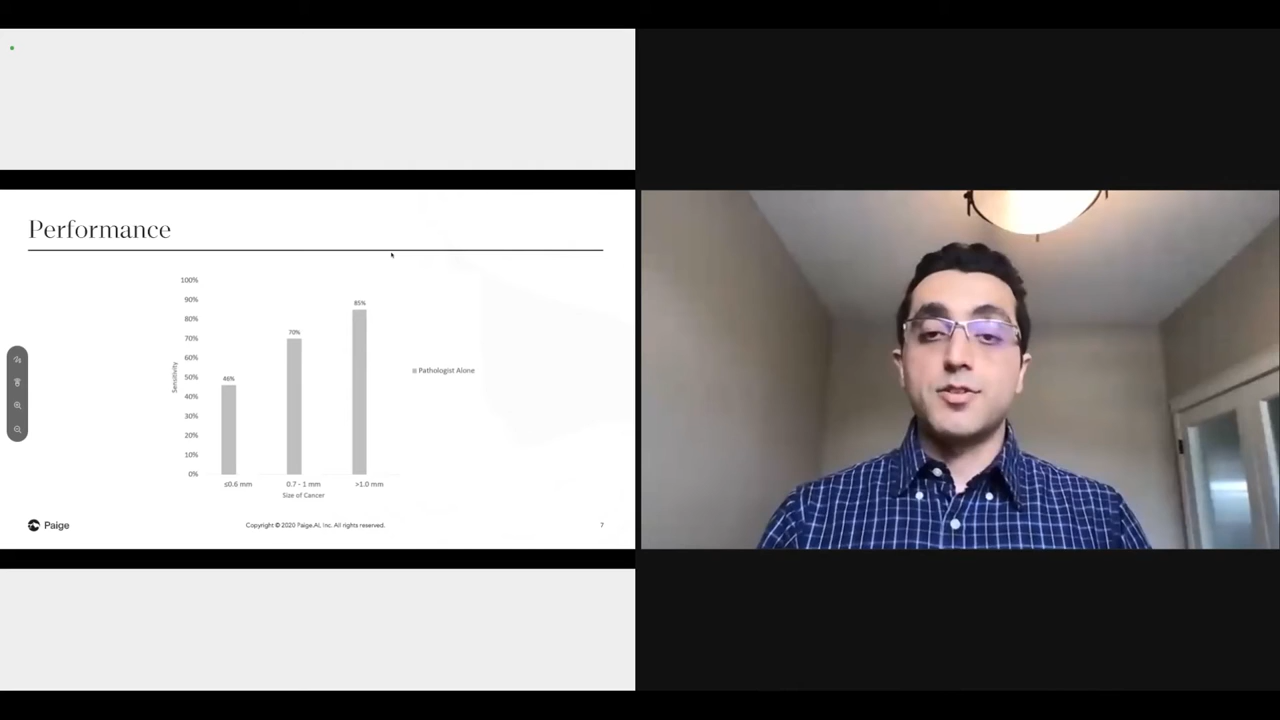 Performance
100%
90%
80%
70%
60%
50%
40%
30%
20%
10%
0%
Sensitivity
46%
70%
85%
≤0.6 mm
0.7 - 1 mm
>1.0 mm
Size of Cancer
Pathologist Alone
Paige
Copyright © 2020 Paige.AI, Inc. All rights reserved.
7